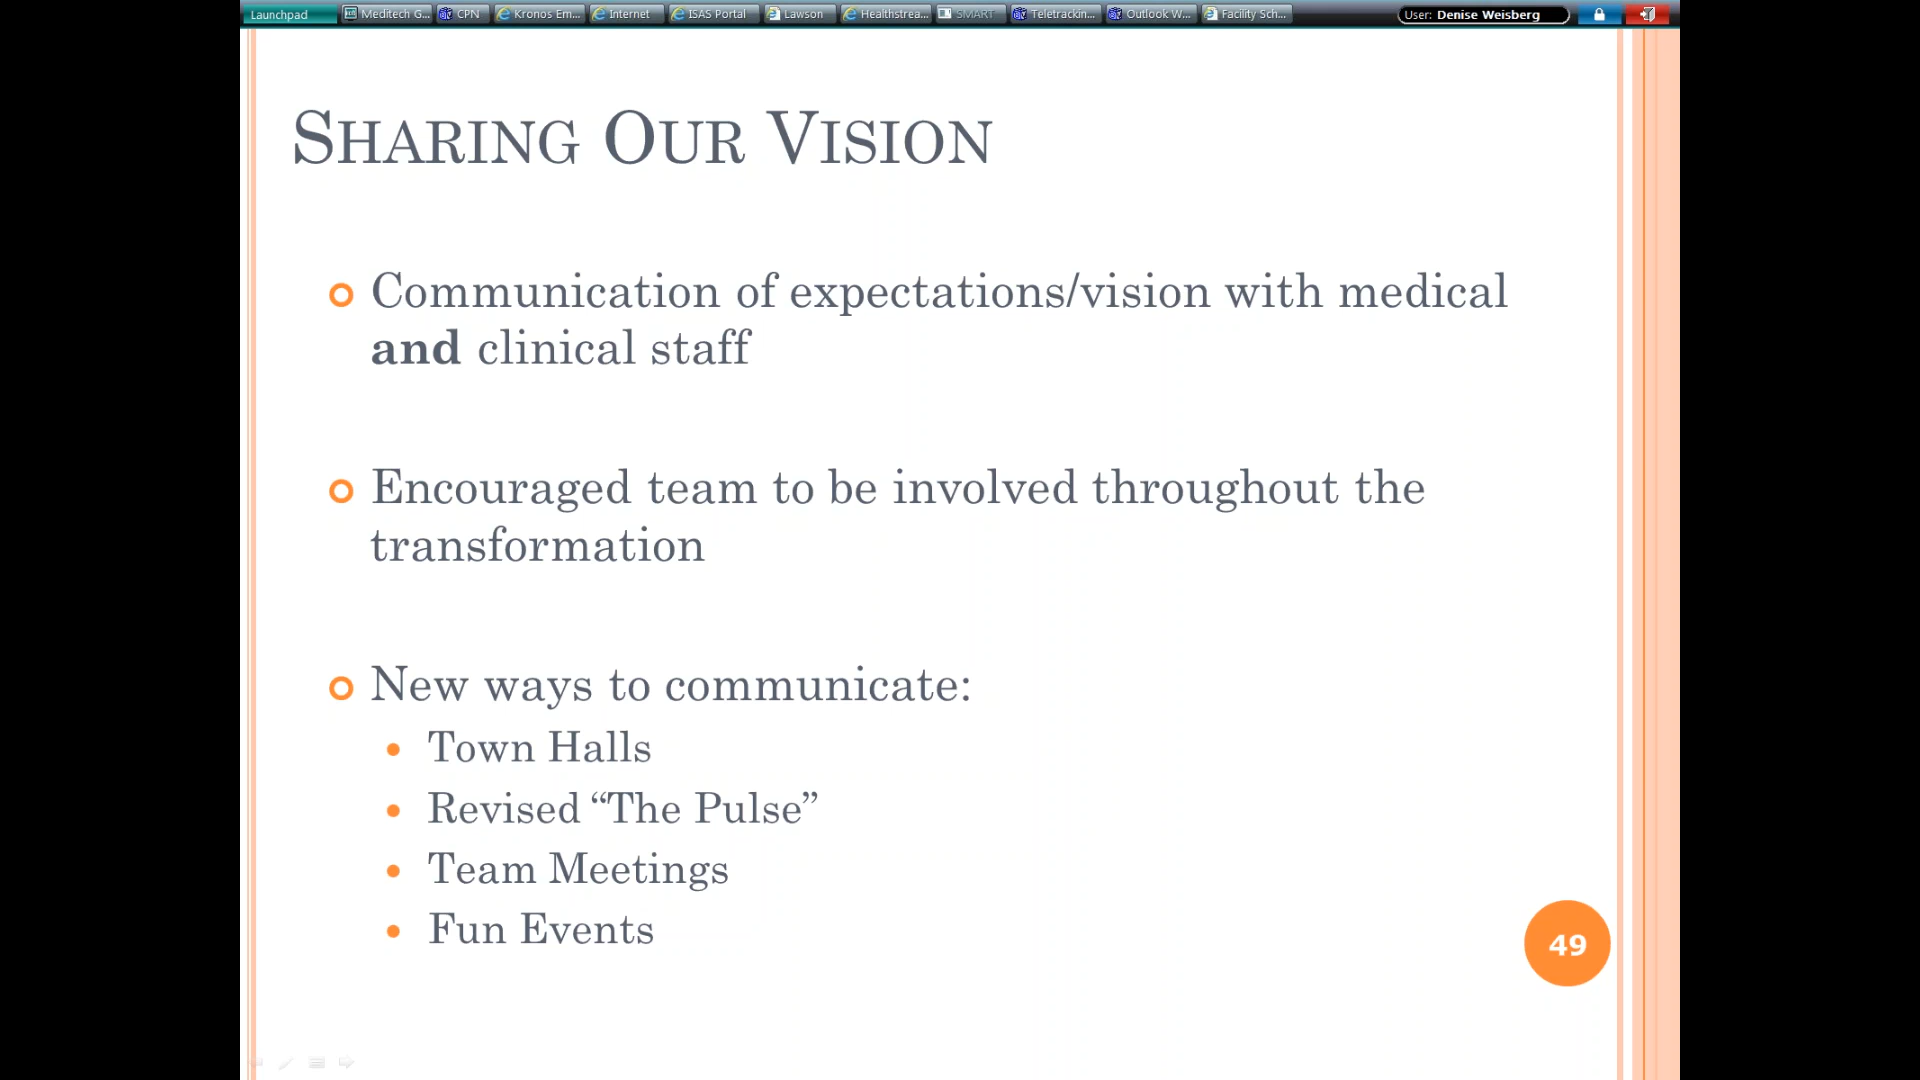 Launchpad
Meditech G...
CPN
Kronos Em...
Internet
ISAS Portal
Lawson
Healthstrea...
SMART
Teletrackin...
Outlook W...
Facility Sch...
User: Denise Weisberg
SHARING OUR VISION
Communication of expectations/vision with medical
and clinical staff
Encouraged team to be involved throughout the
transformation
New ways to communicate:
Town Halls
Revised “The Pulse”
Team Meetings
Fun Events
49